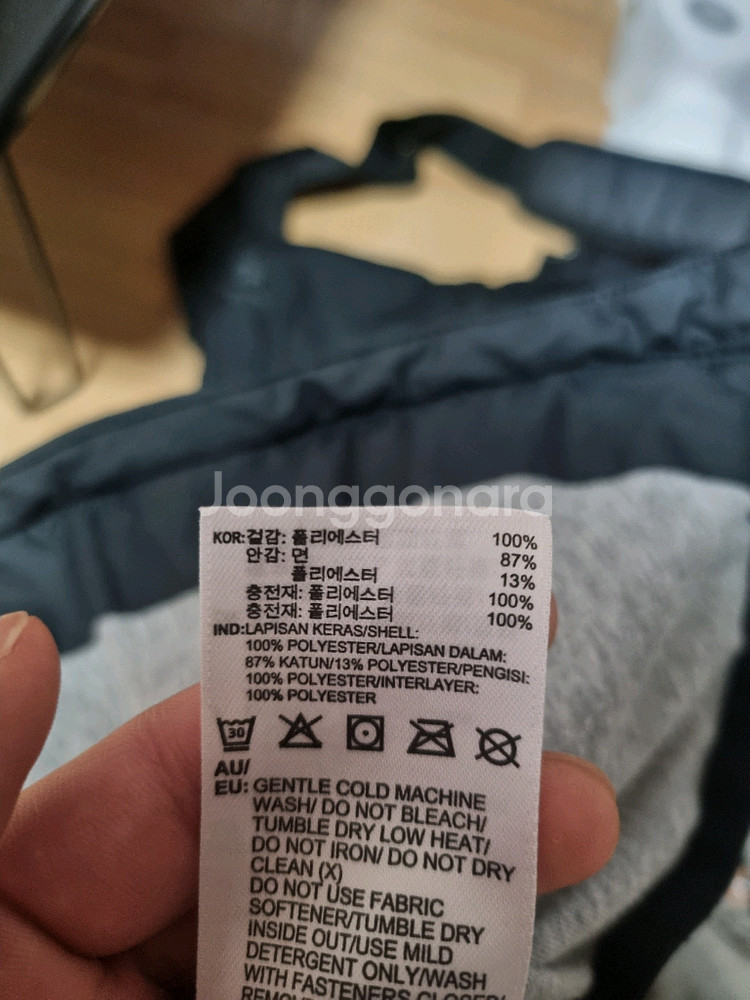 Joonggonara
KOR:겉감: 폴리에스터 100%
안감: 면 87%
폴리에스터 13%
충전재: 폴리에스터 100%
충전재: 폴리에스터 100%
IND:LAPISAN KERAS/SHELL:
100% POLYESTER/LAPISAN DALAM:
87% KATUN/13% POLYESTER/PENGISI:
100% POLYESTER/INTERLAYER:
100% POLYESTER
30
AU/
EU: GENTLE COLD MACHINE
WASH/ DO NOT BLEACH/
TUMBLE DRY LOW HEAT/
DO NOT IRON/ DO NOT DRY
CLEAN (X)
DO NOT USE FABRIC
SOFTENER/TUMBLE DRY
INSIDE OUT/USE MILD
DETERGENT ONLY/WASH
WITH FASTENERS CLOSED/